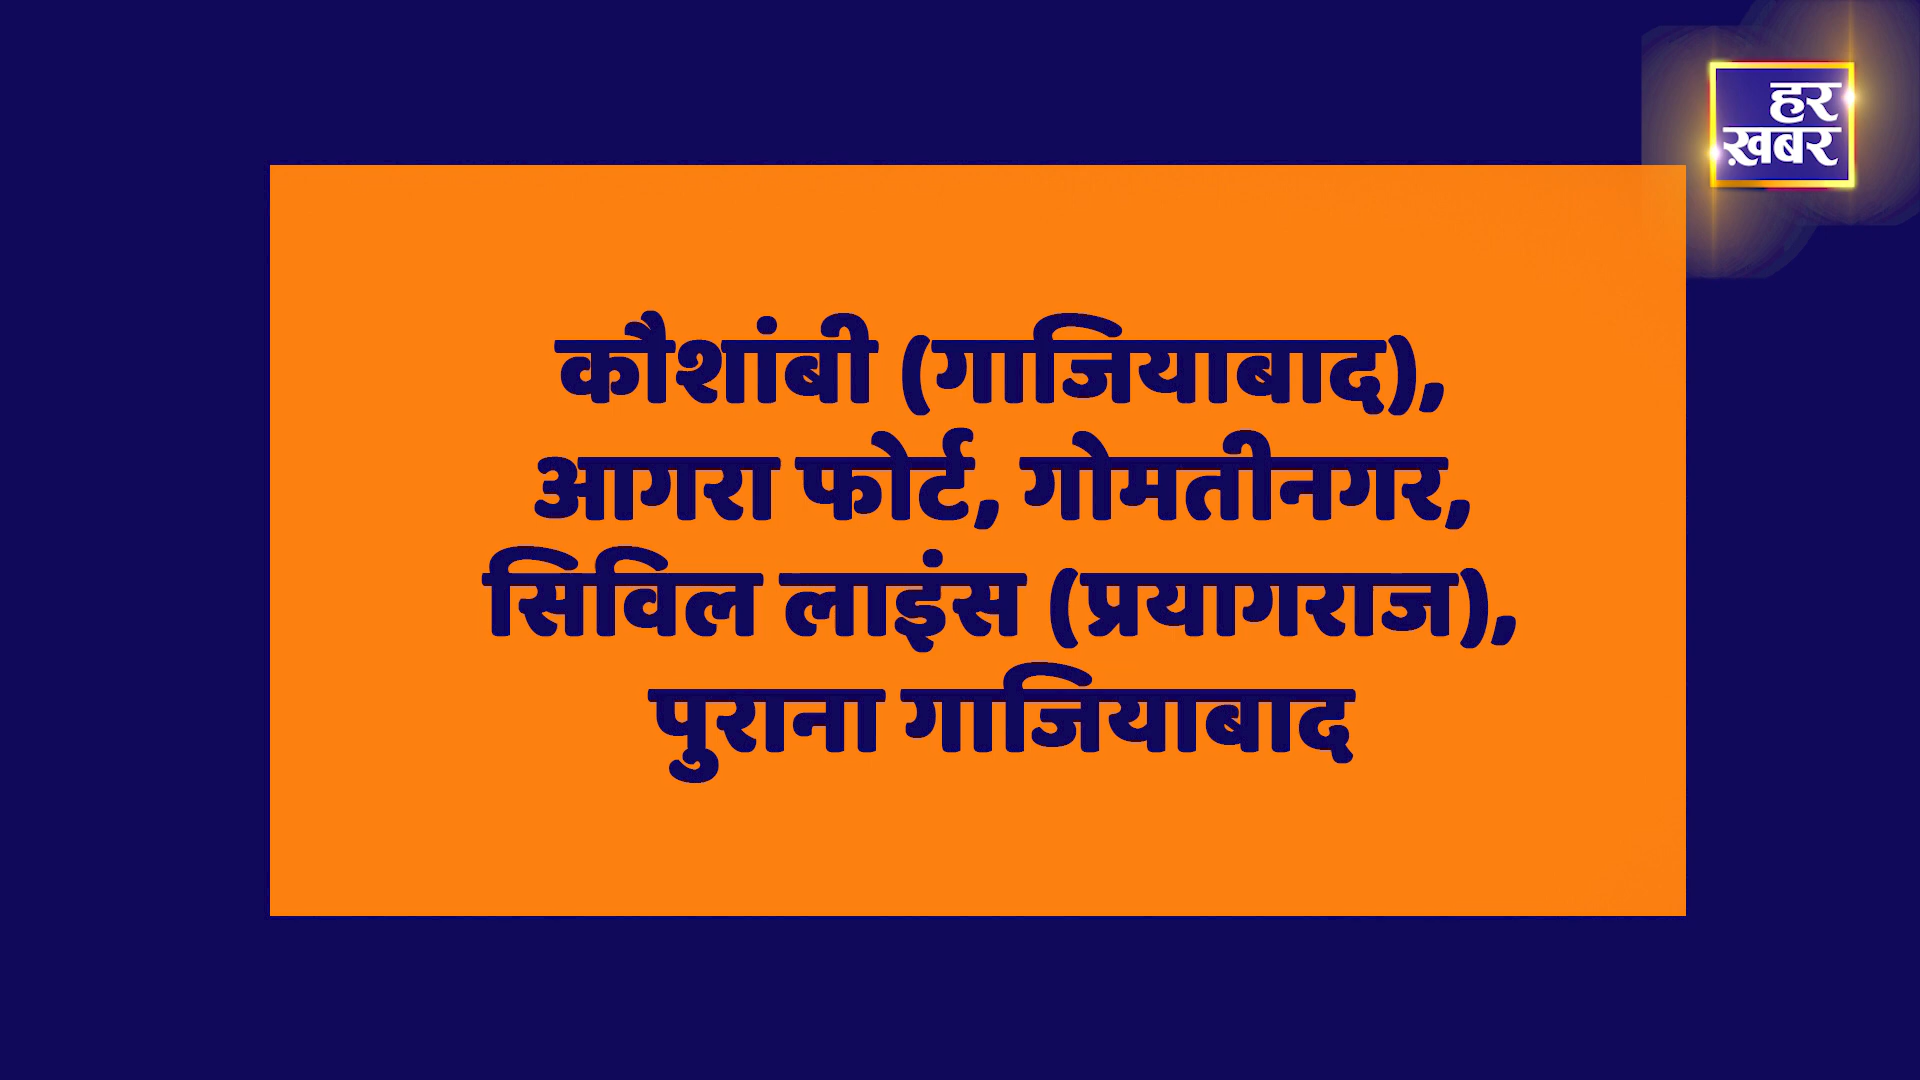 हर
ख़बर
कौशांबी (गाजियाबाद),
आगरा फोर्ट, गोमतीनगर,
सिविल लाइंस (प्रयागराज),
पुराना गाजियाबाद